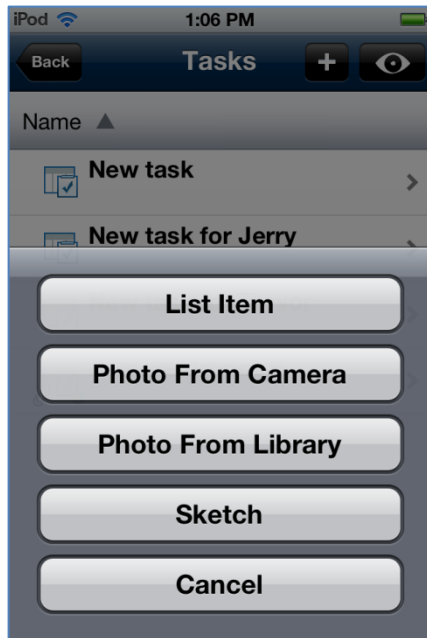 iPod 1:06 PM
Back Tasks +
Name ▲
New task
New task for Jerry
List Item
Photo From Camera
Photo From Library
Sketch
Cancel